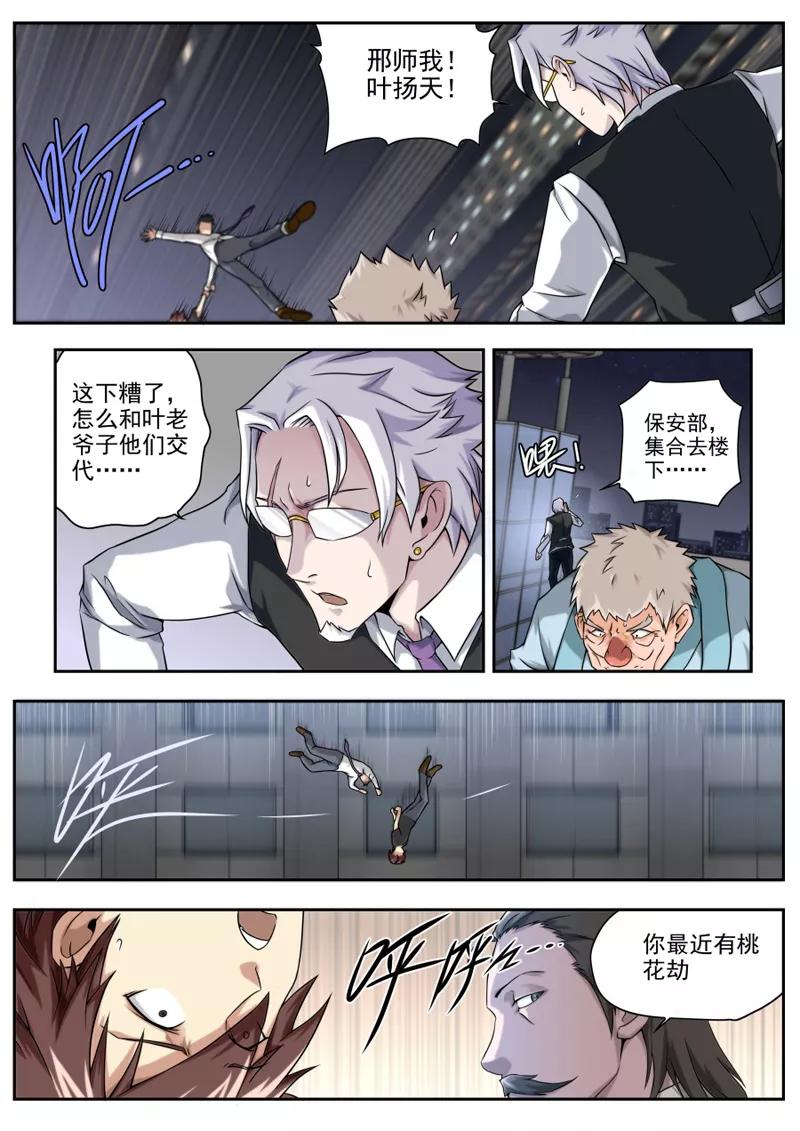 邢师我！
叶扬天！
啊……
这下糟了，
怎么和叶老
爷子他们交
代……
保安部，
集合去楼
下……
喂！
呼
呼呼……
你最近有桃
花劫